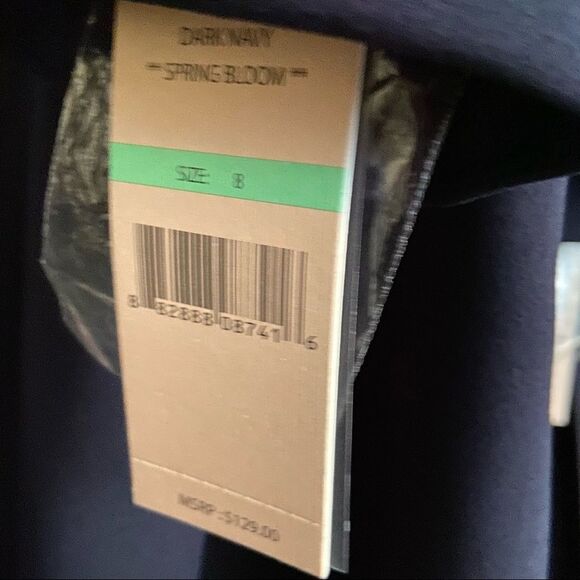 DARK NAVY
** SPRING BLOOM **
SIZE: 8
8 82888 08741 6
MSRP: $129.00